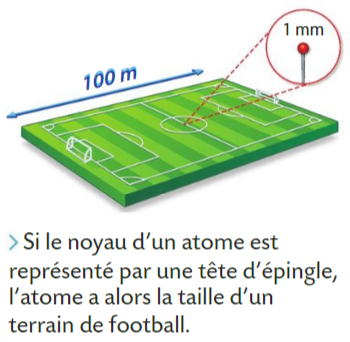 1 mm
100 m
> Si le noyau d'un atome est
représenté par une tête d'épingle,
l'atome a alors la taille d'un
terrain de football.